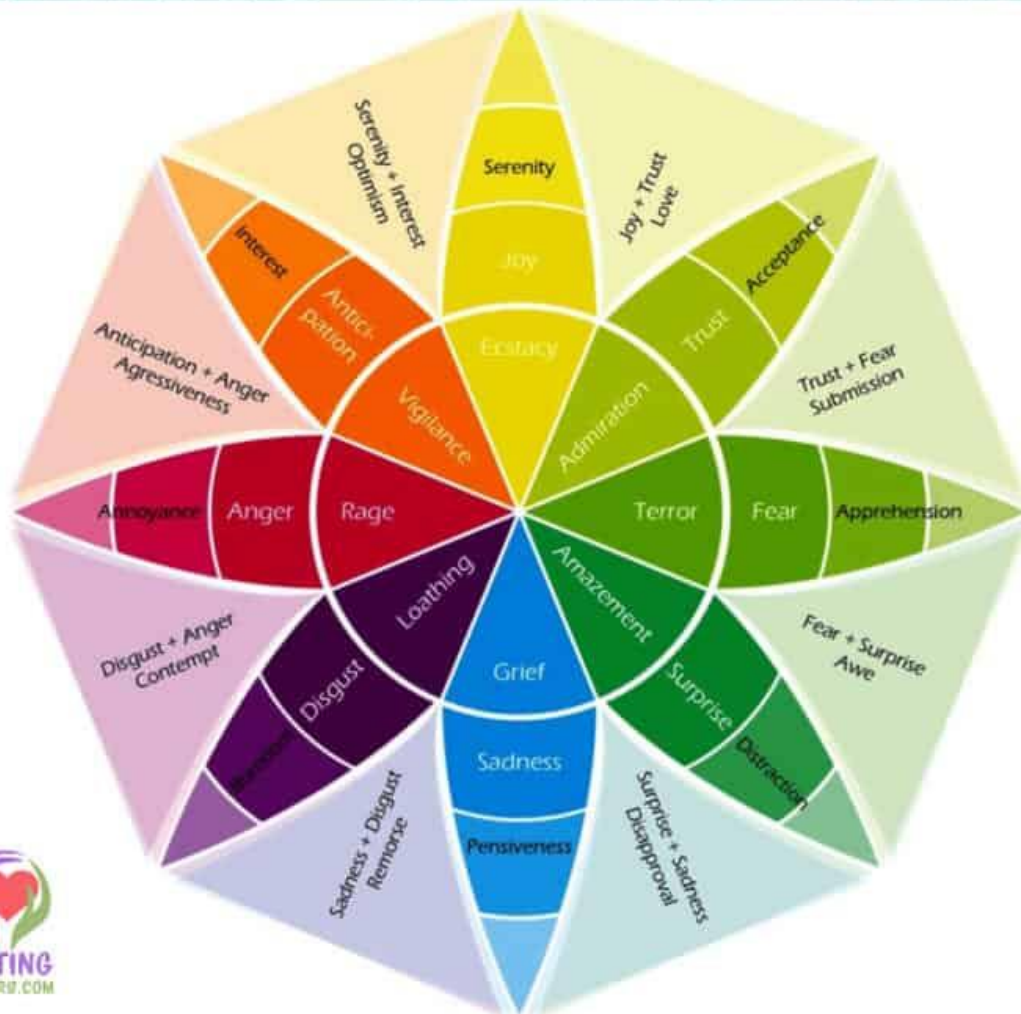 Serenity + Interest
Optimism
Serenity
Joy
Ecstacy
Joy + Trust
Love
Interest
Antici-
pation
Vigilance
Acceptance
Trust
Admiration
Anticipation + Anger
Agressiveness
Trust + Fear
Submission
Annoyance
Anger
Rage
Terror
Fear
Apprehension
Disgust + Anger
Contempt
Loathing
Disgust
Grief
Sadness
Pensiveness
Amazement
Surprise
Distraction
Fear + Surprise
Awe
Sadness + Disgust
Remorse
Surprise + Sadness
Disapproval
TING
.COM